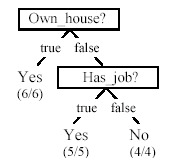 Own_house?
true false
Yes Has_job?
(6/6) true false
Yes No
(5/5) (4/4)